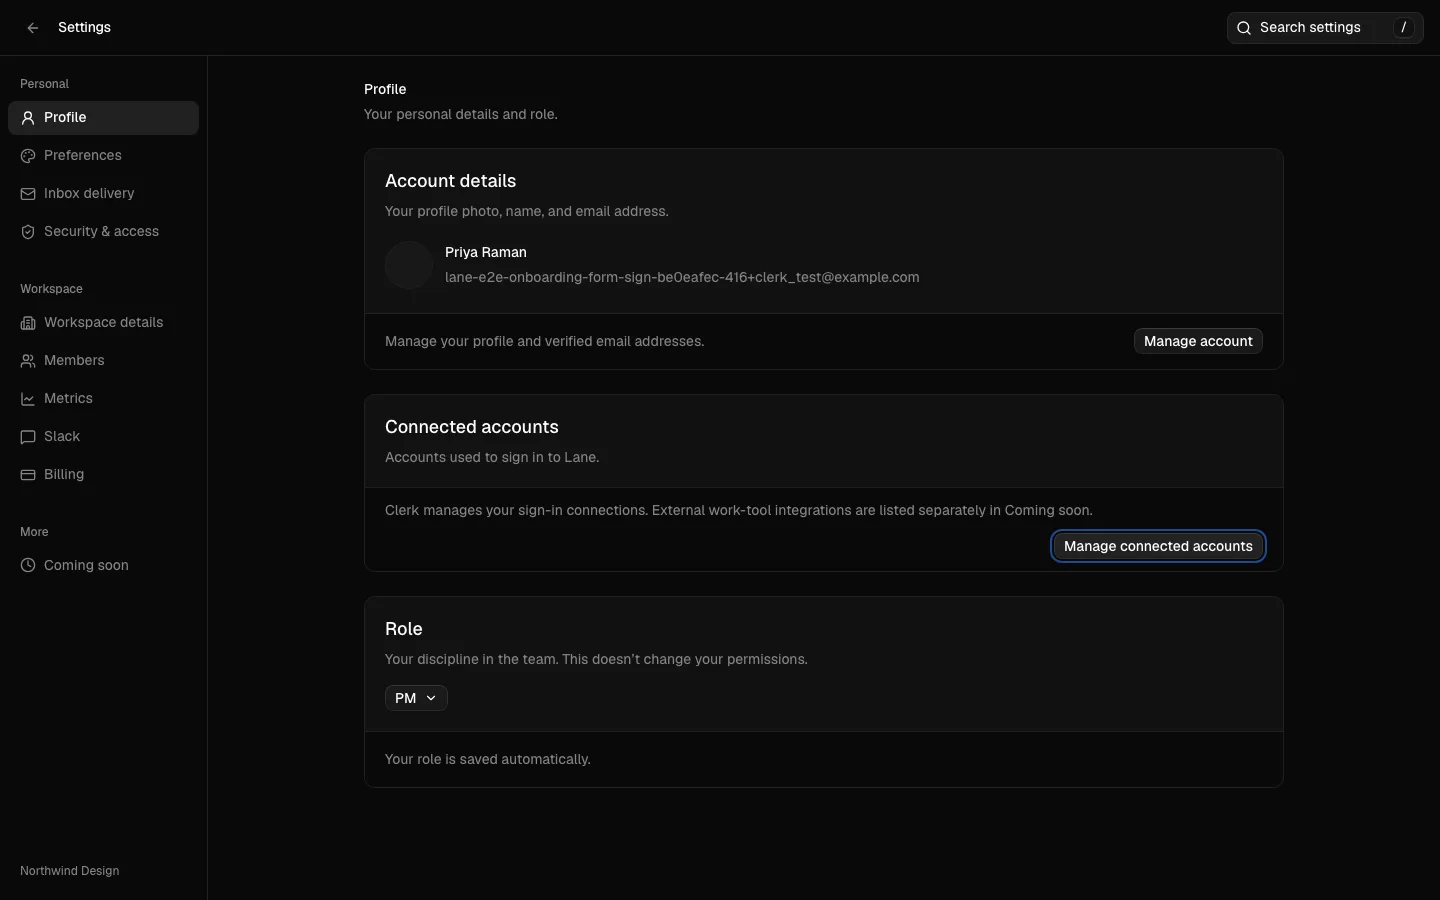 Settings
Search settings
/
Personal
Profile
Preferences
Inbox delivery
Security & access
Workspace
Workspace details
Members
Metrics
Slack
Billing
More
Coming soon
Northwind Design
Profile
Your personal details and role.
Account details
Your profile photo, name, and email address.
Priya Raman
lane-e2e-onboarding-form-sign-be0eafec-416+clerk_test@example.com
Manage your profile and verified email addresses.
Manage account
Connected accounts
Accounts used to sign in to Lane.
Clerk manages your sign-in connections. External work-tool integrations are listed separately in Coming soon.
Manage connected accounts
Role
Your discipline in the team. This doesn’t change your permissions.
PM
Your role is saved automatically.